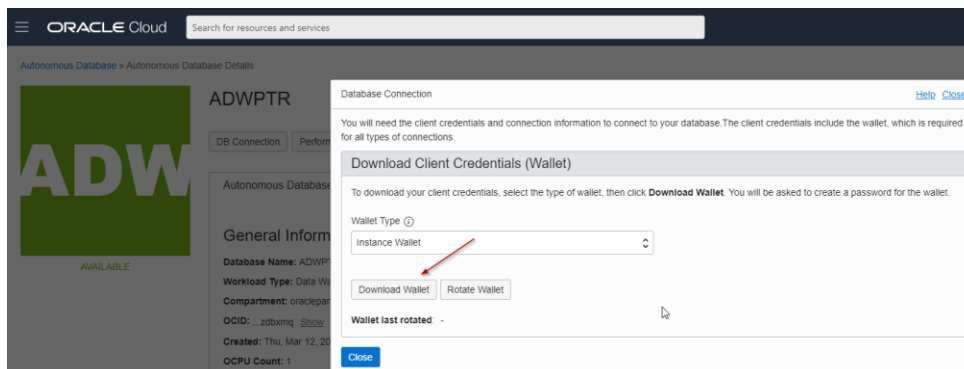 ORACLE Cloud
Search for resources and services
Autonomous Database » Autonomous Database Details
ADW
AVAILABLE
ADWPTR
DB Connection
Perform
Autonomous Database
General Inform
Database Name: ADWPT
Workload Type: Data Wa
Compartment: oraclepar
OCID: ...zdbxmq Show
Created: Thu, Mar 12, 20
OCPU Count: 1
Database Connection
Help Close
You will need the client credentials and connection information to connect to your database.The client credentials include the wallet, which is required
for all types of connections.
Download Client Credentials (Wallet)
To download your client credentials, select the type of wallet, then click Download Wallet. You will be asked to create a password for the wallet.
Wallet Type
Instance Wallet
Download Wallet Rotate Wallet
Wallet last rotated: -
Close